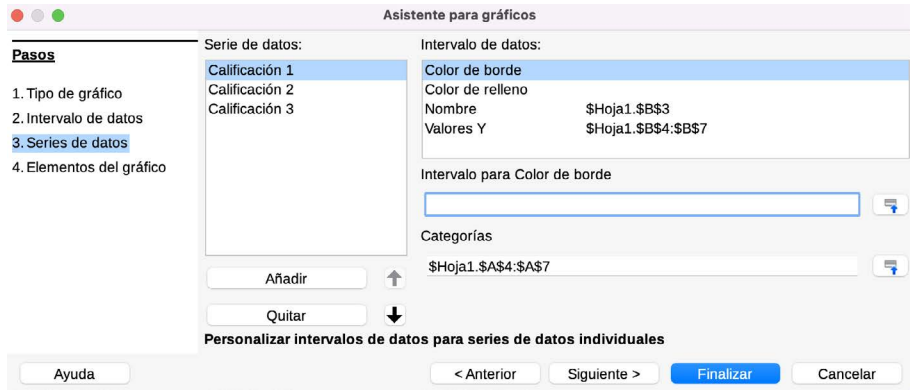 Asistente para gráficos
Pasos
1. Tipo de gráfico
2. Intervalo de datos
3. Series de datos
4. Elementos del gráfico
Serie de datos:
Calificación 1
Calificación 2
Calificación 3
Añadir
Quitar
Intervalo de datos:
Color de borde
Color de relleno
Nombre $Hoja1.$B$3
Valores Y $Hoja1.$B$4:$B$7
Intervalo para Color de borde
Categorías
$Hoja1.$A$4:$A$7
Personalizar intervalos de datos para series de datos individuales
Ayuda < Anterior Siguiente > Finalizar Cancelar